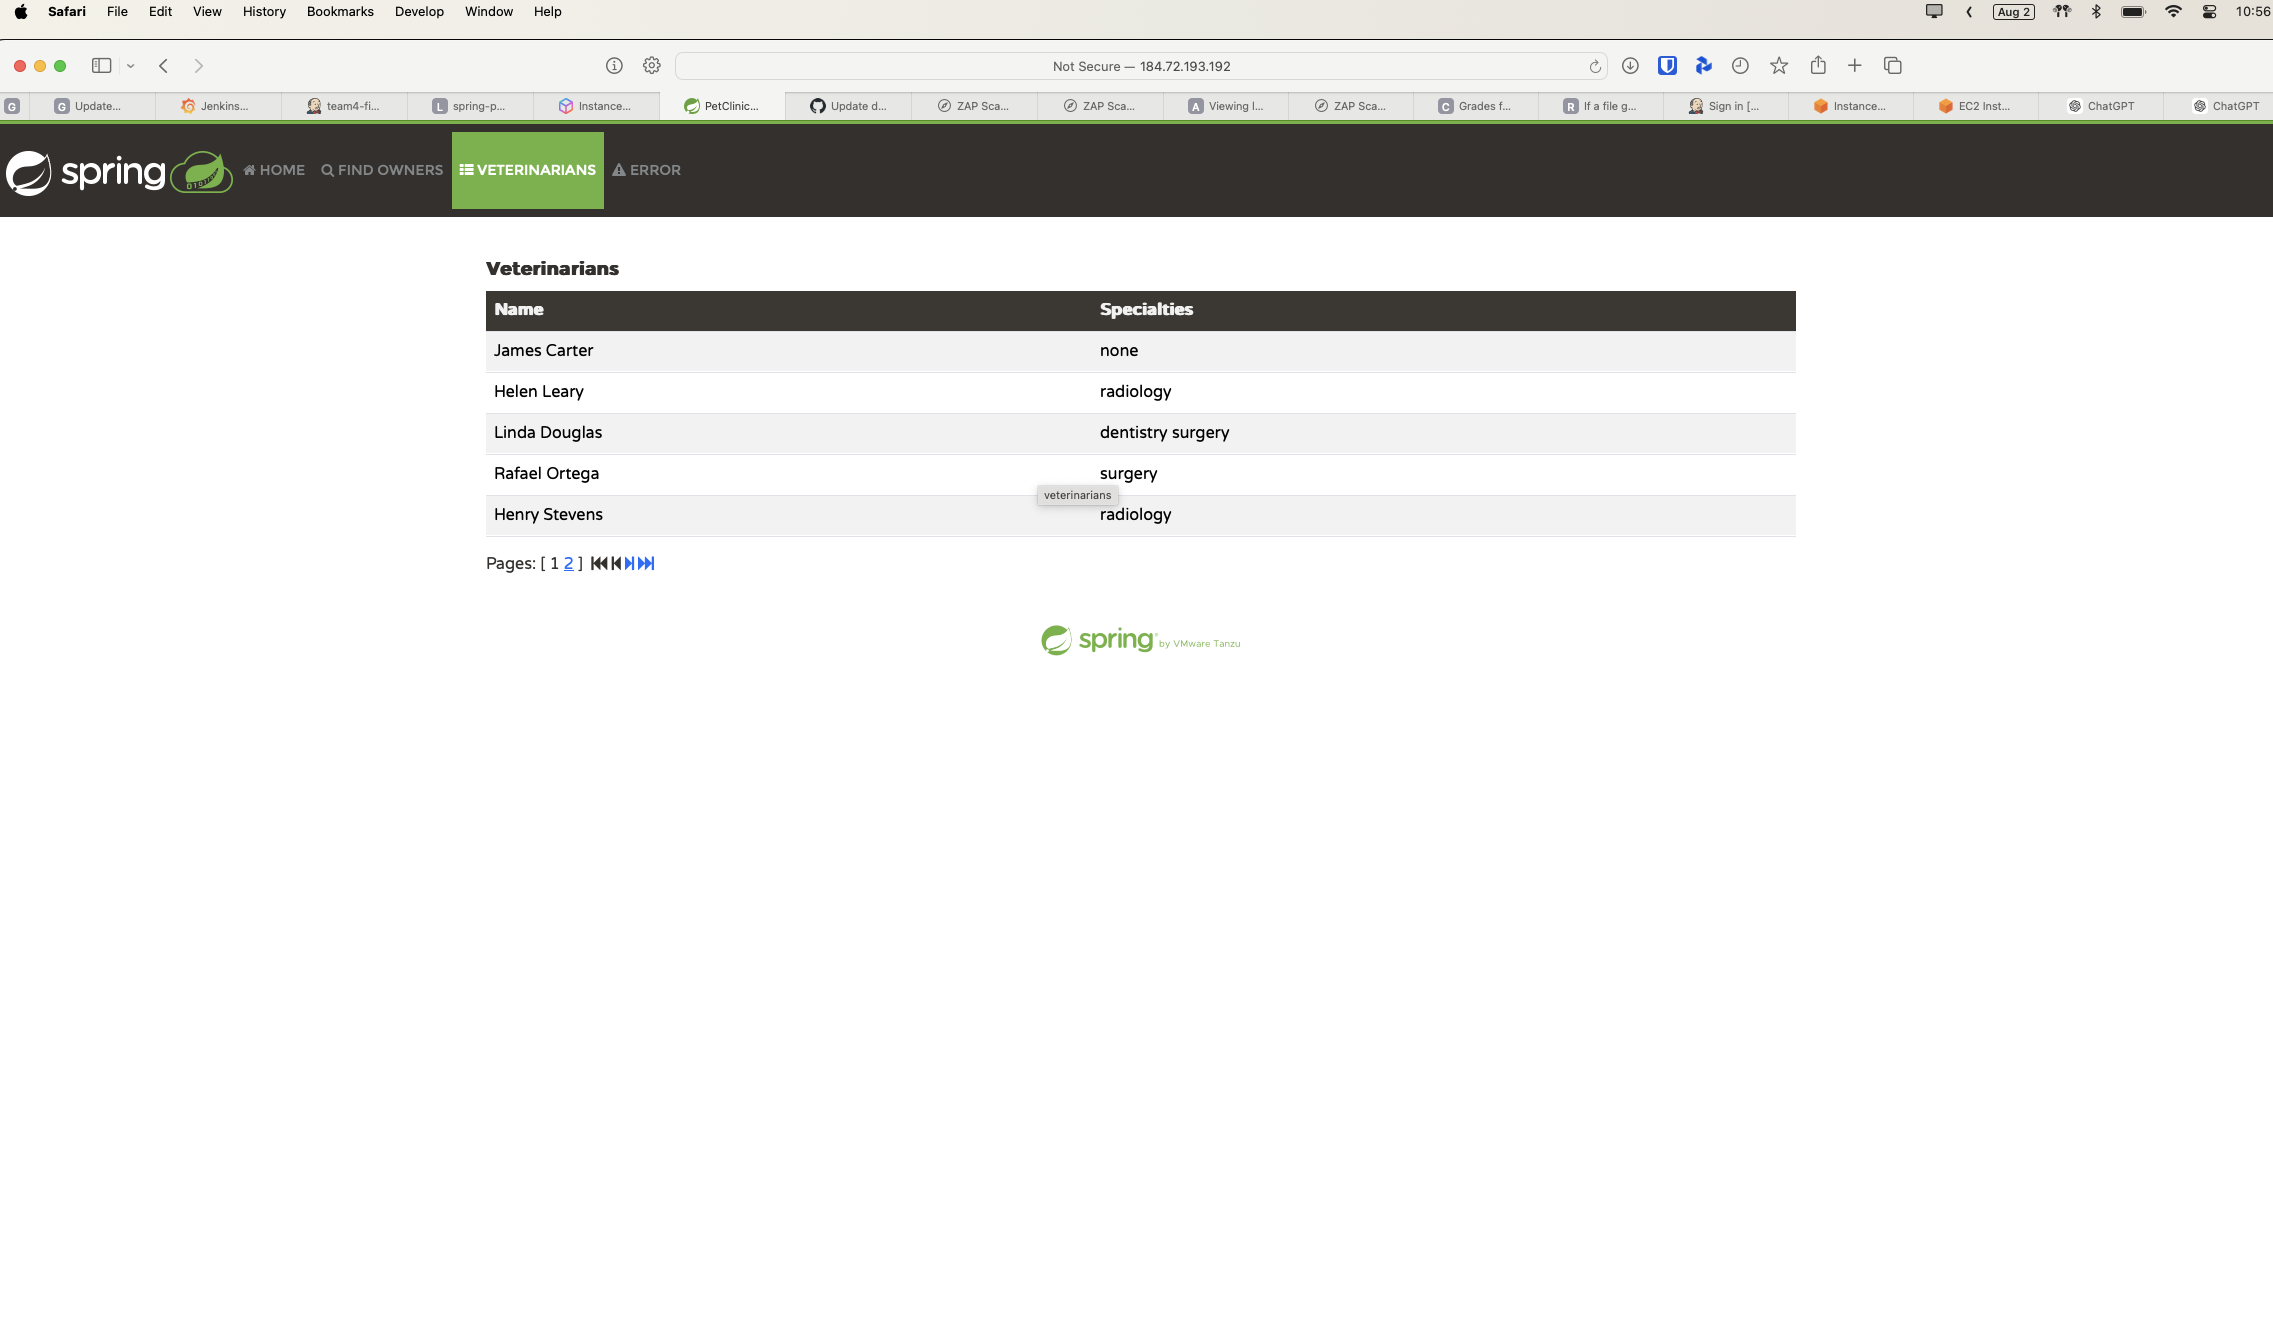 Safari File Edit View History Bookmarks Develop Window Help Aug 2 10:56
Not Secure — 184.72.193.192
G G Update... Jenkins... team4-fi... L spring-p... Instance... PetClinic... Update d... ZAP Sca... ZAP Sca... A Viewing I... ZAP Sca... C Grades f... R If a file g... Sign in [... Instance... EC2 Inst... ChatGPT ChatGPT
spring HOME FIND OWNERS VETERINARIANS ERROR
Veterinarians
Name Specialties
James Carter none
Helen Leary radiology
Linda Douglas dentistry surgery
Rafael Ortega surgery
veterinarians
Henry Stevens radiology
Pages: [ 1 2 ]
spring by VMware Tanzu